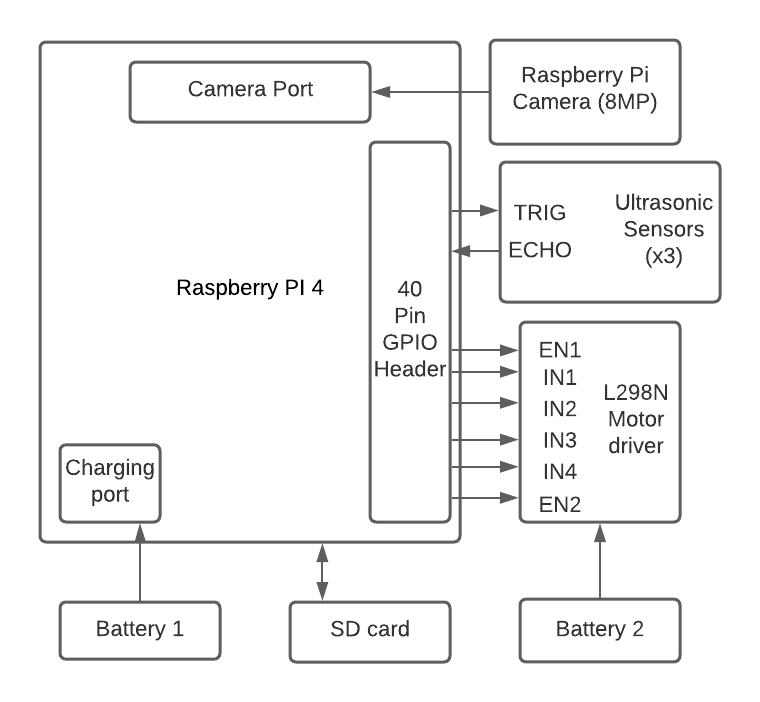 Camera Port
Raspberry Pi
Camera (8MP)
TRIG
ECHO
Ultrasonic
Sensors
(x3)
Raspberry PI 4
40
Pin
GPIO
Header
EN1
IN1
IN2
IN3
IN4
EN2
L298N
Motor
driver
Charging
port
Battery 1
SD card
Battery 2